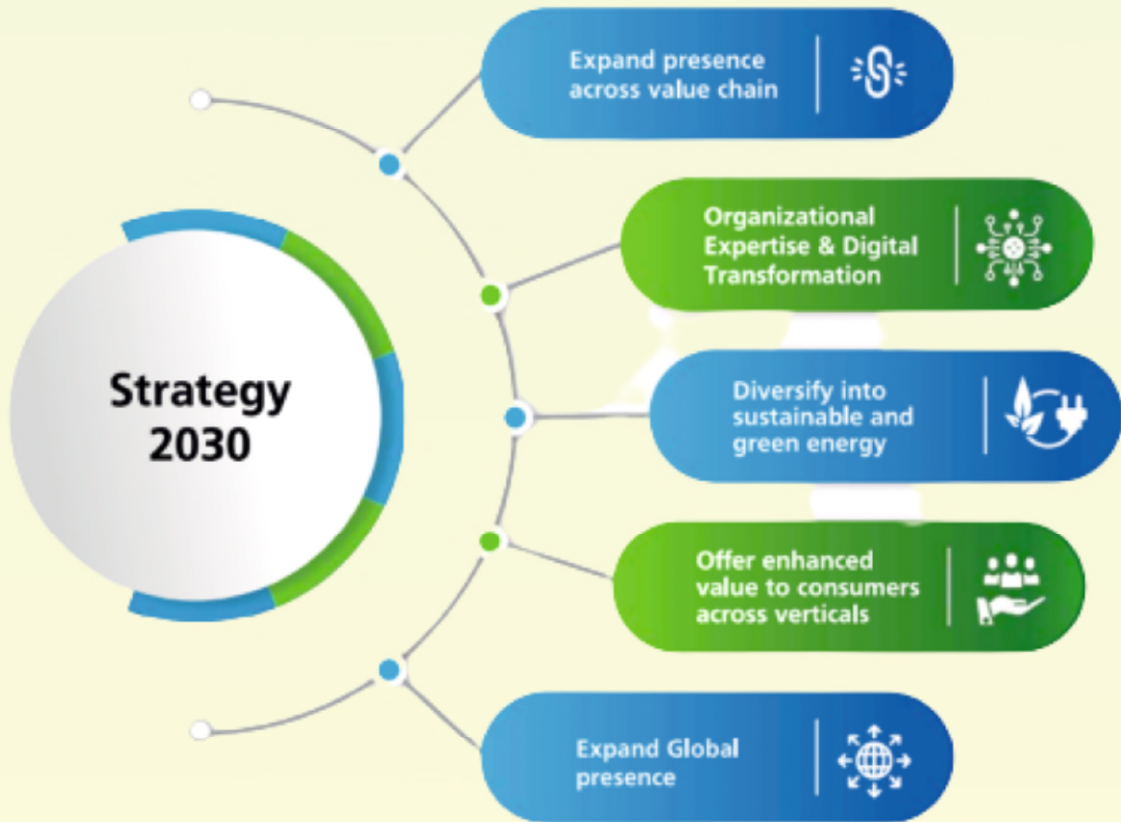 Expand presence
across value chain
Organizational
Expertise & Digital
Transformation
Strategy
2030
Diversify into
sustainable and
green energy
Offer enhanced
value to consumers
across verticals
Expand Global
presence